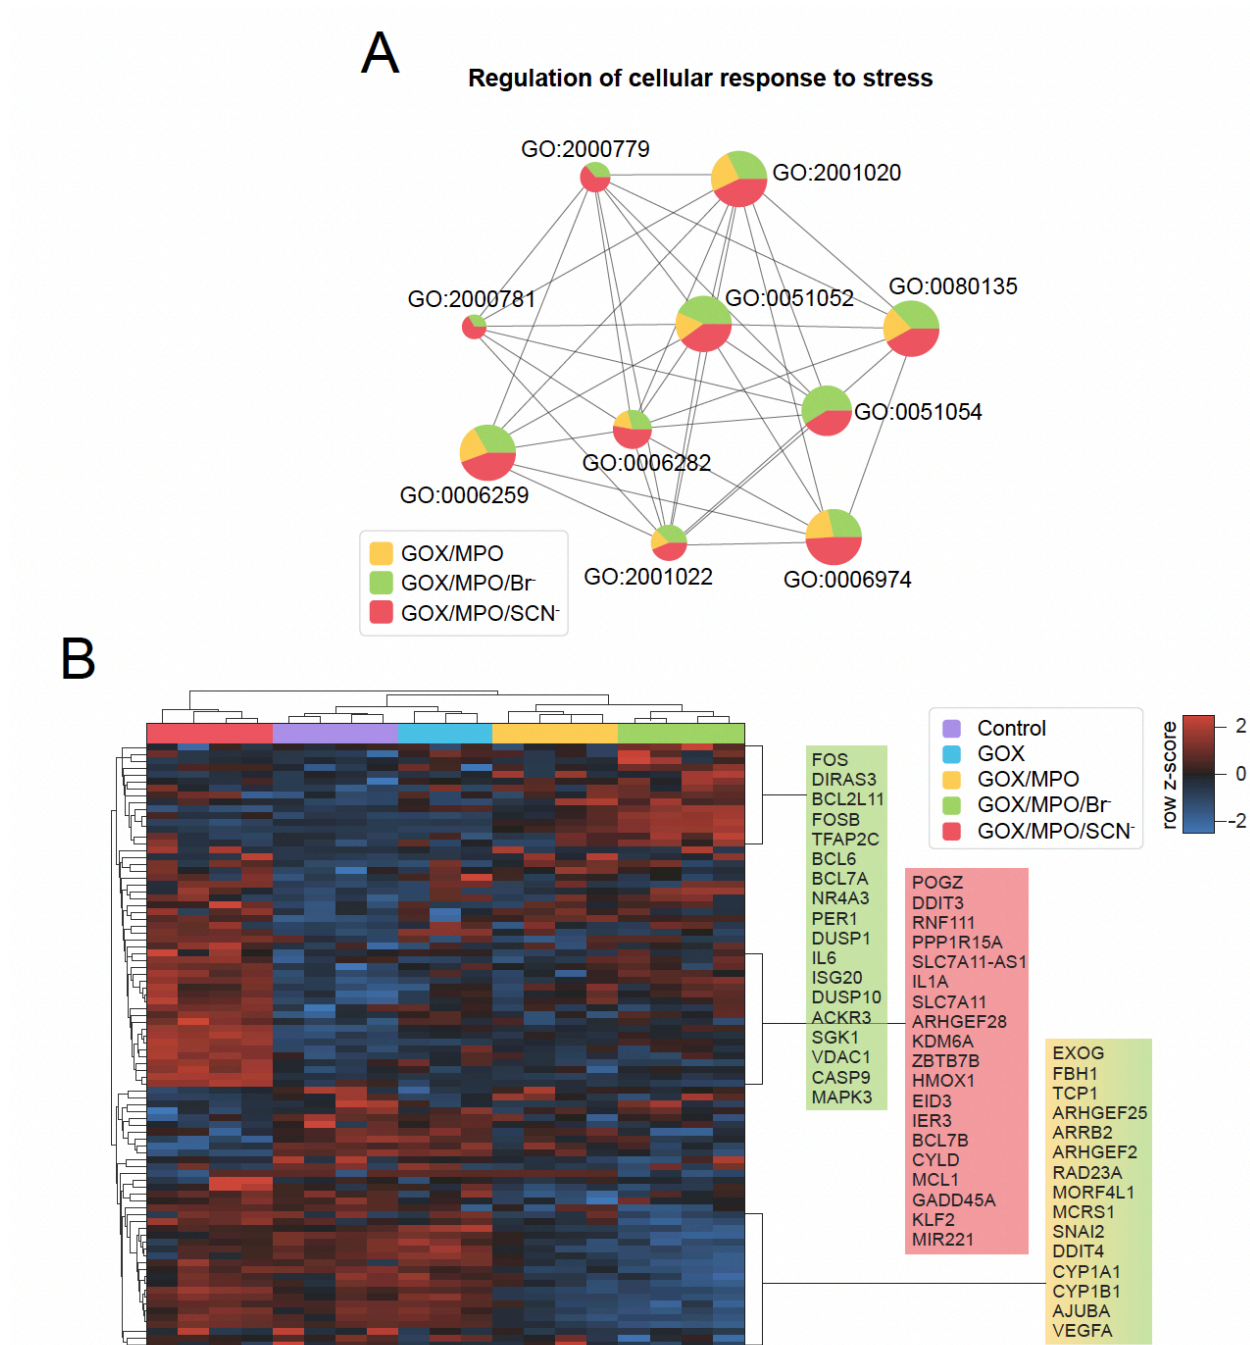 A
Regulation of cellular response to stress
GO:2000779
GO:2001020
GO:2000781
GO:0051052
GO:0080135
GO:0051054
GO:0006282
GO:0006259
GO:2001022
GO:0006974
GOX/MPO
GOX/MPO/Br⁻
GOX/MPO/SCN⁻
B
Control
GOX
GOX/MPO
GOX/MPO/Br⁻
GOX/MPO/SCN⁻
row z-score
2
0
-2
FOS
DIRAS3
BCL2L11
FOSB
TFAP2C
BCL6
BCL7A
NR4A3
PER1
DUSP1
IL6
ISG20
DUSP10
ACKR3
SGK1
VDAC1
CASP9
MAPK3
POGZ
DDIT3
RNF111
PPP1R15A
SLC7A11-AS1
IL1A
SLC7A11
ARHGEF28
KDM6A
ZBTB7B
HMOX1
EID3
IER3
BCL7B
CYLD
MCL1
GADD45A
KLF2
MIR221
EXOG
FBH1
TCP1
ARHGEF25
ARRB2
ARHGEF2
RAD23A
MORF4L1
MCRS1
SNAI2
DDIT4
CYP1A1
CYP1B1
AJUBA
VEGFA